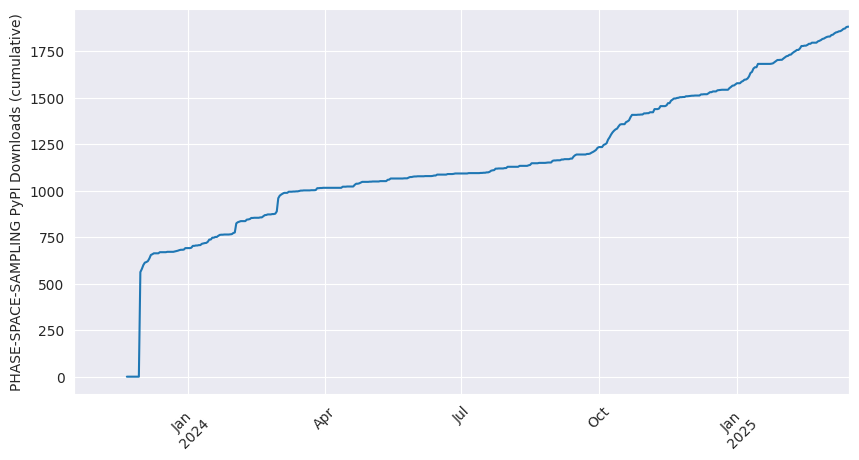 PHASE-SPACE-SAMPLING PyPI Downloads (cumulative)
1750
1500
1250
1000
750
500
250
0
Jan
2024
Apr
Jul
Oct
Jan
2025